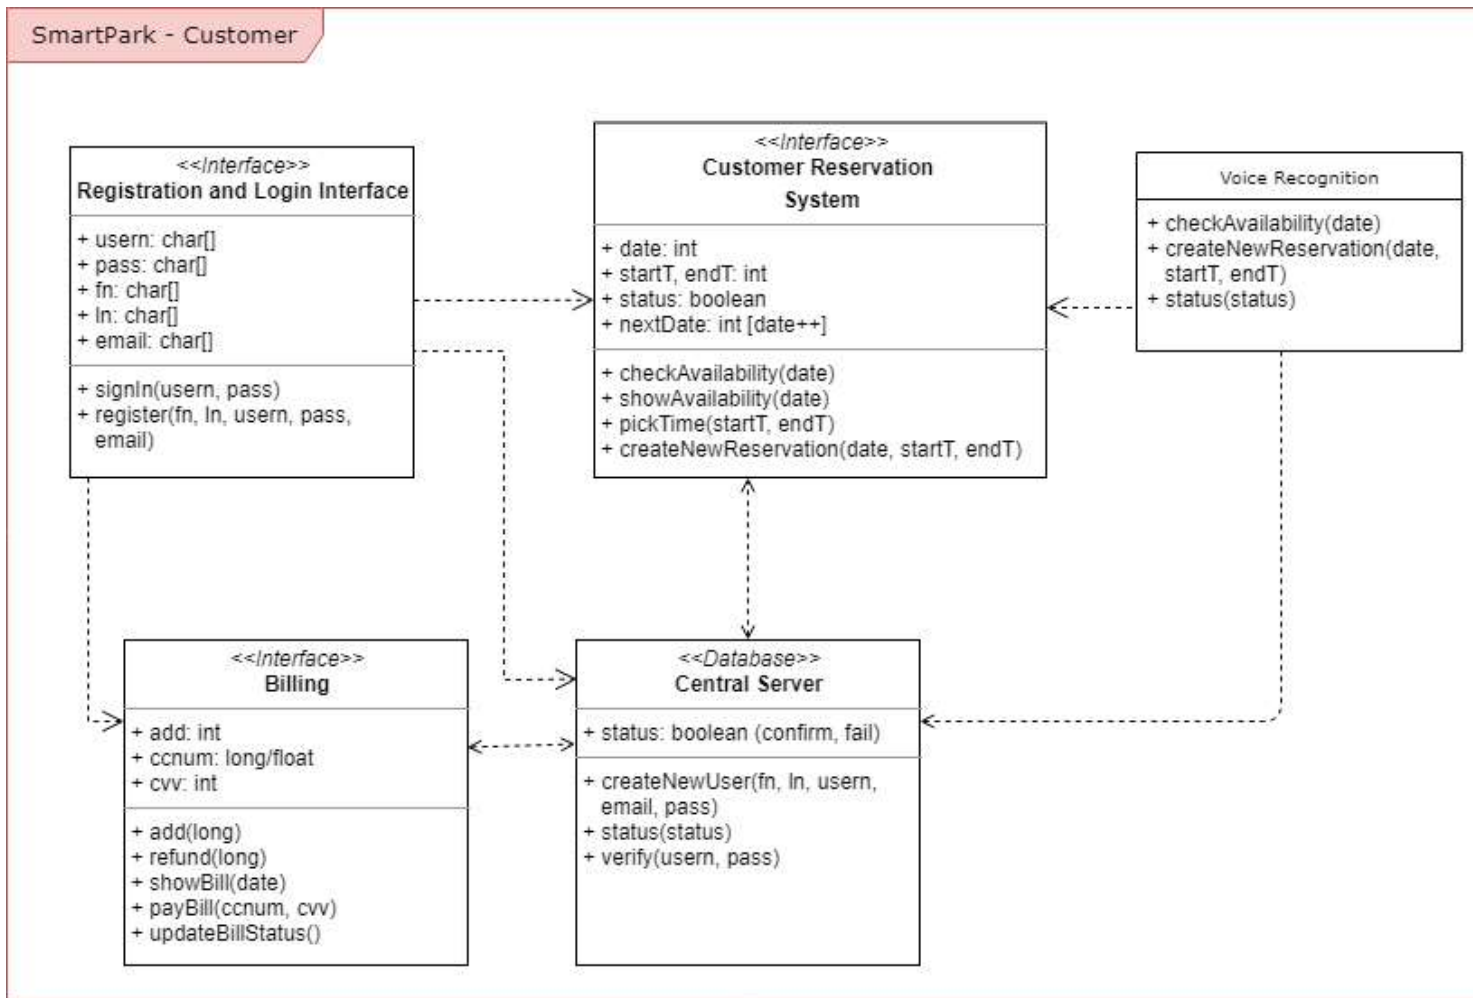 SmartPark - Customer
<<Interface>>
Registration and Login Interface
+ usern: char[]
+ pass: char[]
+ fn: char[]
+ ln: char[]
+ email: char[]
+ signIn(usern, pass)
+ register(fn, ln, usern, pass,
email)
<<Interface>>
Customer Reservation
System
+ date: int
+ startT, endT: int
+ status: boolean
+ nextDate: int [date++]
+ checkAvailability(date)
+ showAvailability(date)
+ pickTime(startT, endT)
+ createNewReservation(date, startT, endT)
Voice Recognition
+ checkAvailability(date)
+ createNewReservation(date,
startT, endT)
+ status(status)
<<Interface>>
Billing
+ add: int
+ ccnum: long/float
+ cvv: int
+ add(long)
+ refund(long)
+ showBill(date)
+ payBill(ccnum, cvv)
+ updateBillStatus()
<<Database>>
Central Server
+ status: boolean (confirm, fail)
+ createNewUser(fn, ln, usern,
email, pass)
+ status(status)
+ verify(usern, pass)